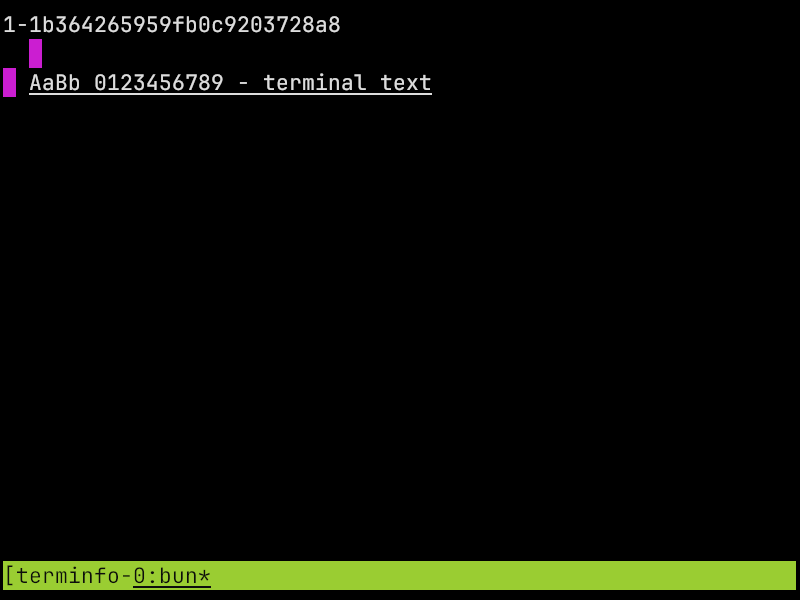 1-1b364265959fb0c9203728a8
AaBb 0123456789 - terminal text
[terminfo-0:bun*